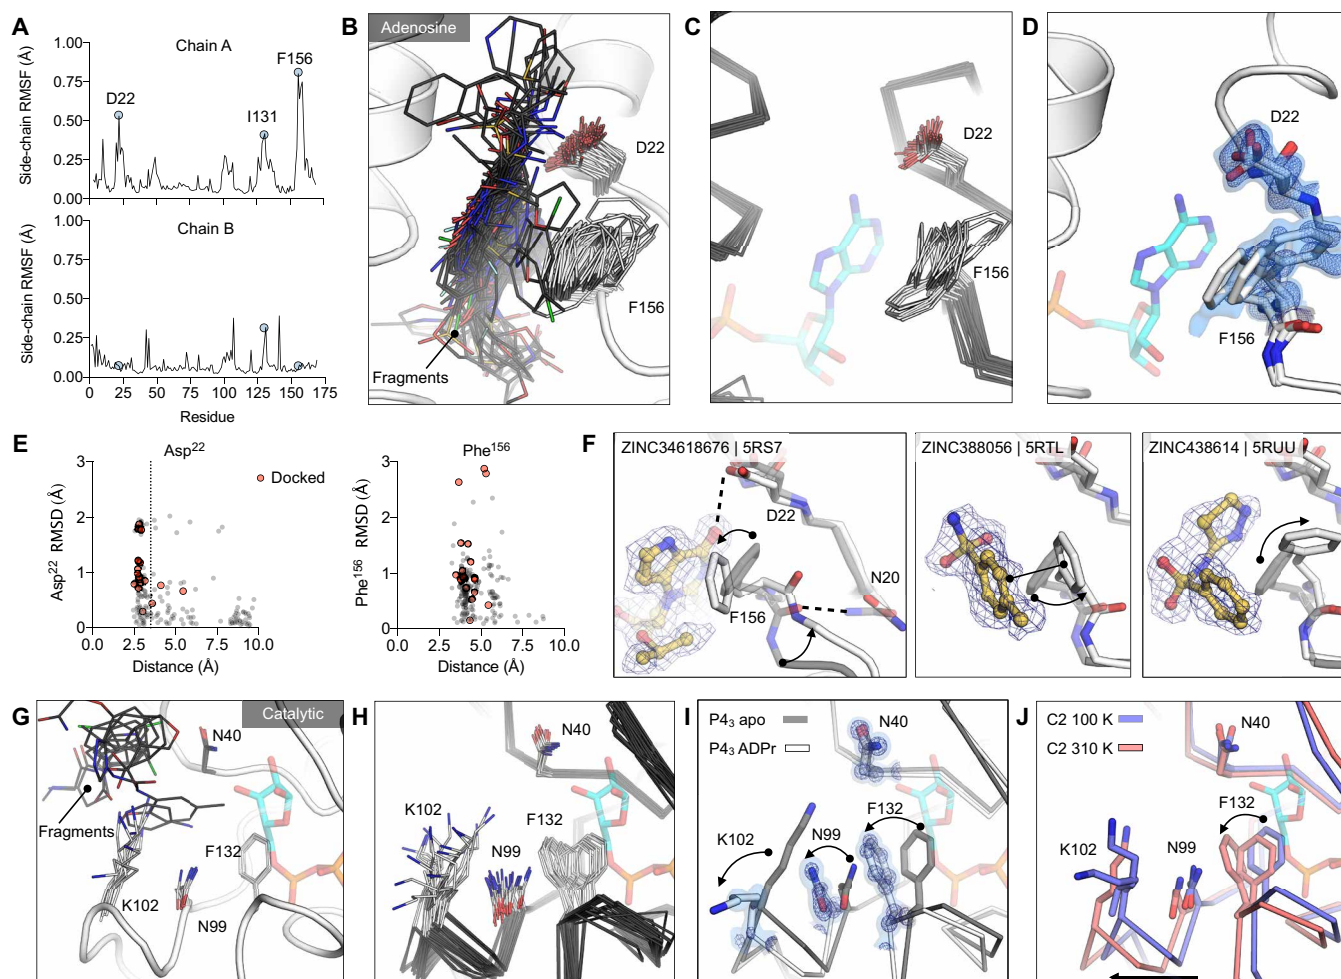 A
Chain A
Side-chain RMSF (Å)
1.00
0.75
0.50
0.25
0.00
D22
I131
F156
Chain B
Side-chain RMSF (Å)
1.00
0.75
0.50
0.25
0.00
0 25 50 75 100 125 150 175
Residue
B
Adenosine
D22
F156
Fragments
C
D22
F156
D
D22
F156
E
Asp22
Asp22 RMSD (Å)
3
2
1
0
0.0 2.5 5.0 7.5 10.0
Distance (Å)
Docked
Phe156
Phe156 RMSD (Å)
3
2
1
0
0.0 2.5 5.0 7.5 10.0
Distance (Å)
F
ZINC34618676 | 5RS7
D22
N20
F156
ZINC388056 | 5RTL
ZINC438614 | 5RUU
G
Catalytic
N40
Fragments
F132
K102
N99
H
N40
K102
F132
N99
I
P43 apo
P43 ADPr
N40
F132
K102
N99
J
C2 100 K
C2 310 K
N40
F132
K102
N99